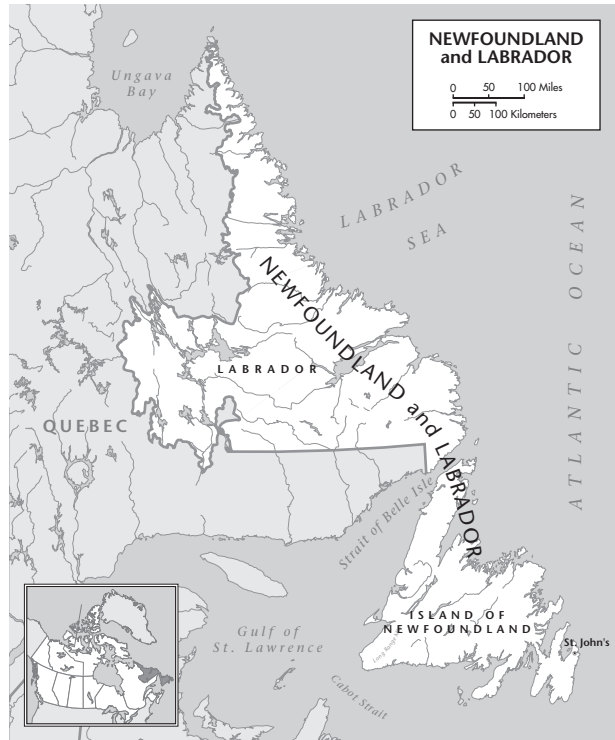 NEWFOUNDLAND
and LABRADOR
0 50 100 Miles
0 50 100 Kilometers
Ungava
Bay
LABRADOR
SEA
ATLANTIC OCEAN
NEWFOUNDLAND and LABRADOR
LABRADOR
QUEBEC
Strait of Belle Isle
ISLAND OF
NEWFOUNDLAND
St. John's
Gulf of
St. Lawrence
Cabot Strait